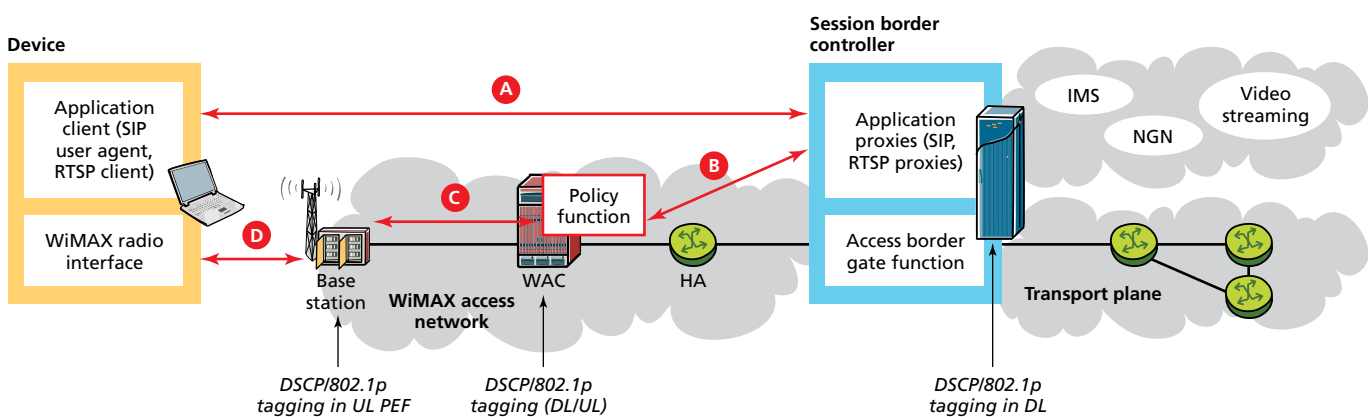 Device
Application
client (SIP
user agent,
RTSP client)
WiMAX radio
interface
A
B
C
D
Base
station
WiMAX access
network
WAC
Policy
function
HA
Session border
controller
Application
proxies (SIP,
RTSP proxies)
Access border
gate function
IMS
NGN
Video
streaming
Transport plane
DSCP/802.1p
tagging in UL PEF
DSCP/802.1p
tagging (DL/UL)
DSCP/802.1p
tagging in DL